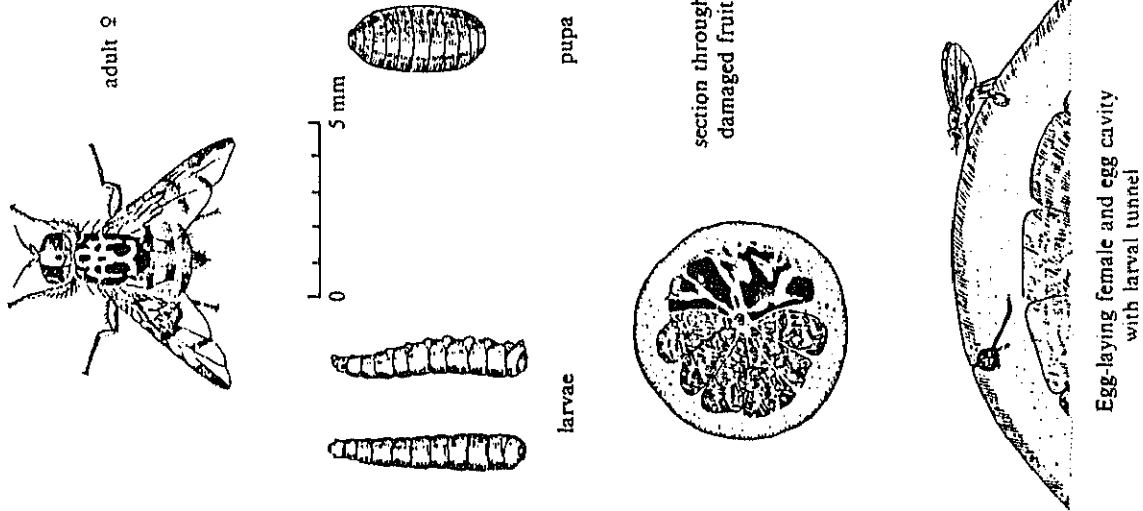 adult ♀
0
5 mm
larvae
pupa
section through
damaged fruit
Egg-laying female and egg cavity
with larval tunnel